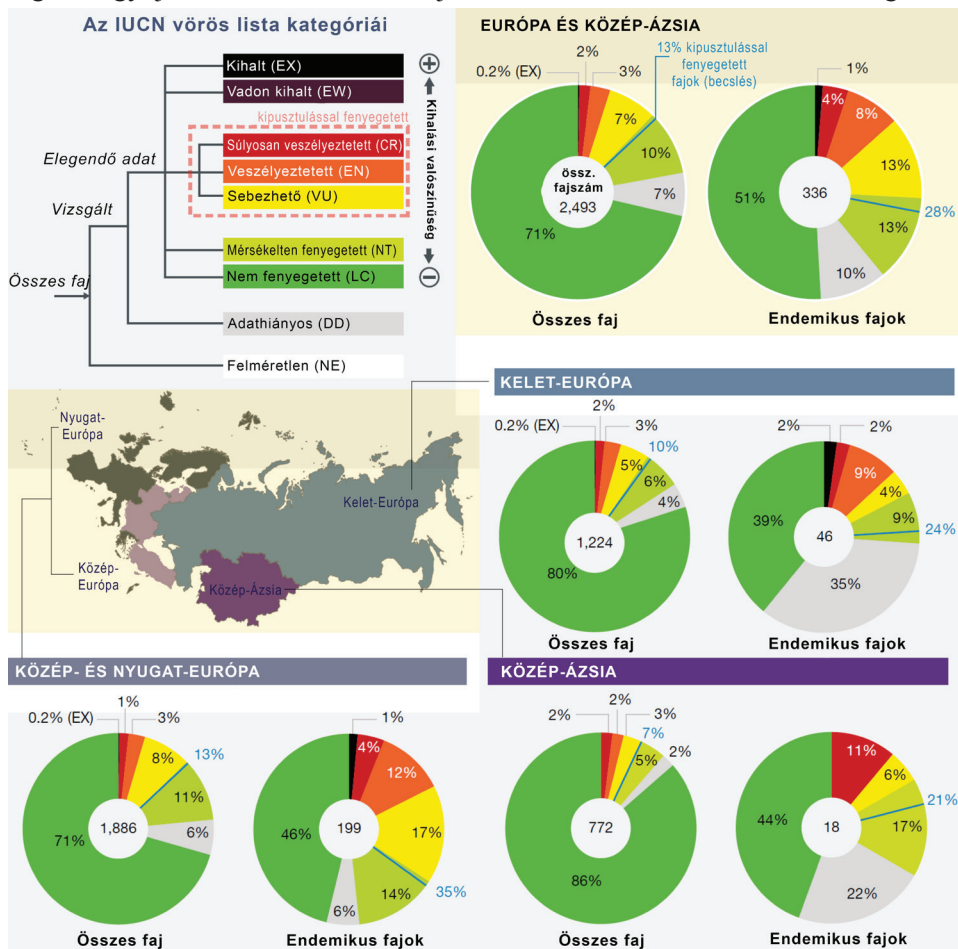 Az IUCN vörös lista kategóriái
Kihalt (EX)
Vadon kihalt (EW)
kipusztulással fenyegetett
Súlyosan veszélyeztetett (CR)
Veszélyeztetett (EN)
Sebezhető (VU)
Mérsékelten fenyegetett (NT)
Nem fenyegetett (LC)
Adathiányos (DD)
Felméretlen (NE)
Elegendő adat
Vizsgált
Összes faj
Kihalási valószínűség
EURÓPA ÉS KÖZÉP-ÁZSIA
0.2% (EX)
2%
3%
13% kipusztulással
fenyegetett
fajok (becslés)
7%
10%
7%
71%
össz.
fajszám
2,493
Összes faj
1%
4%
8%
13%
28%
13%
10%
51%
336
Endemikus fajok
Nyugat-
Európa
Közép-
Európa
Kelet-Európa
Közép-Ázsia
KELET-EURÓPA
0.2% (EX)
2%
3%
5%
10%
6%
4%
80%
1,224
Összes faj
2%
2%
9%
4%
9%
24%
35%
39%
46
Endemikus fajok
KÖZÉP- ÉS NYUGAT-EURÓPA
0.2% (EX)
1%
3%
8%
13%
11%
6%
71%
1,886
Összes faj
1%
4%
12%
17%
35%
14%
6%
46%
199
Endemikus fajok
KÖZÉP-ÁZSIA
2%
2%
3%
7%
5%
2%
86%
772
Összes faj
11%
6%
21%
17%
22%
44%
18
Endemikus fajok